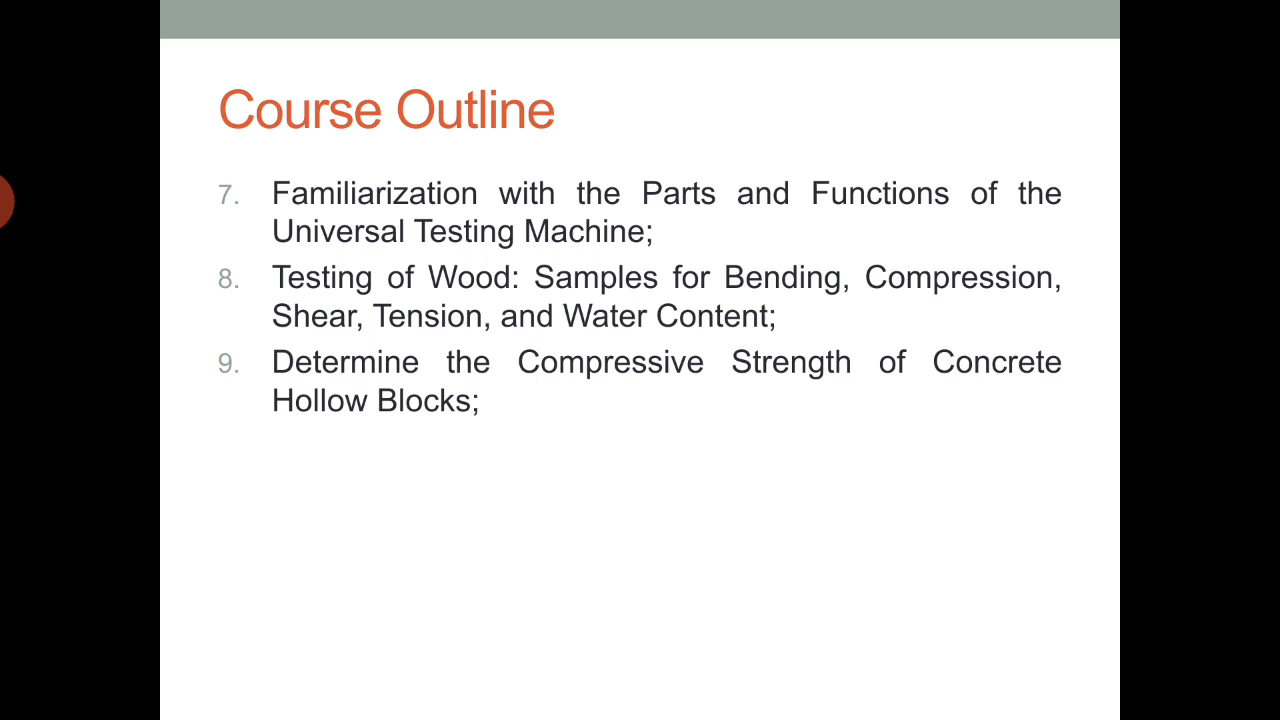 Course Outline
7. Familiarization with the Parts and Functions of the
Universal Testing Machine;
8. Testing of Wood: Samples for Bending, Compression,
Shear, Tension, and Water Content;
9. Determine the Compressive Strength of Concrete
Hollow Blocks;